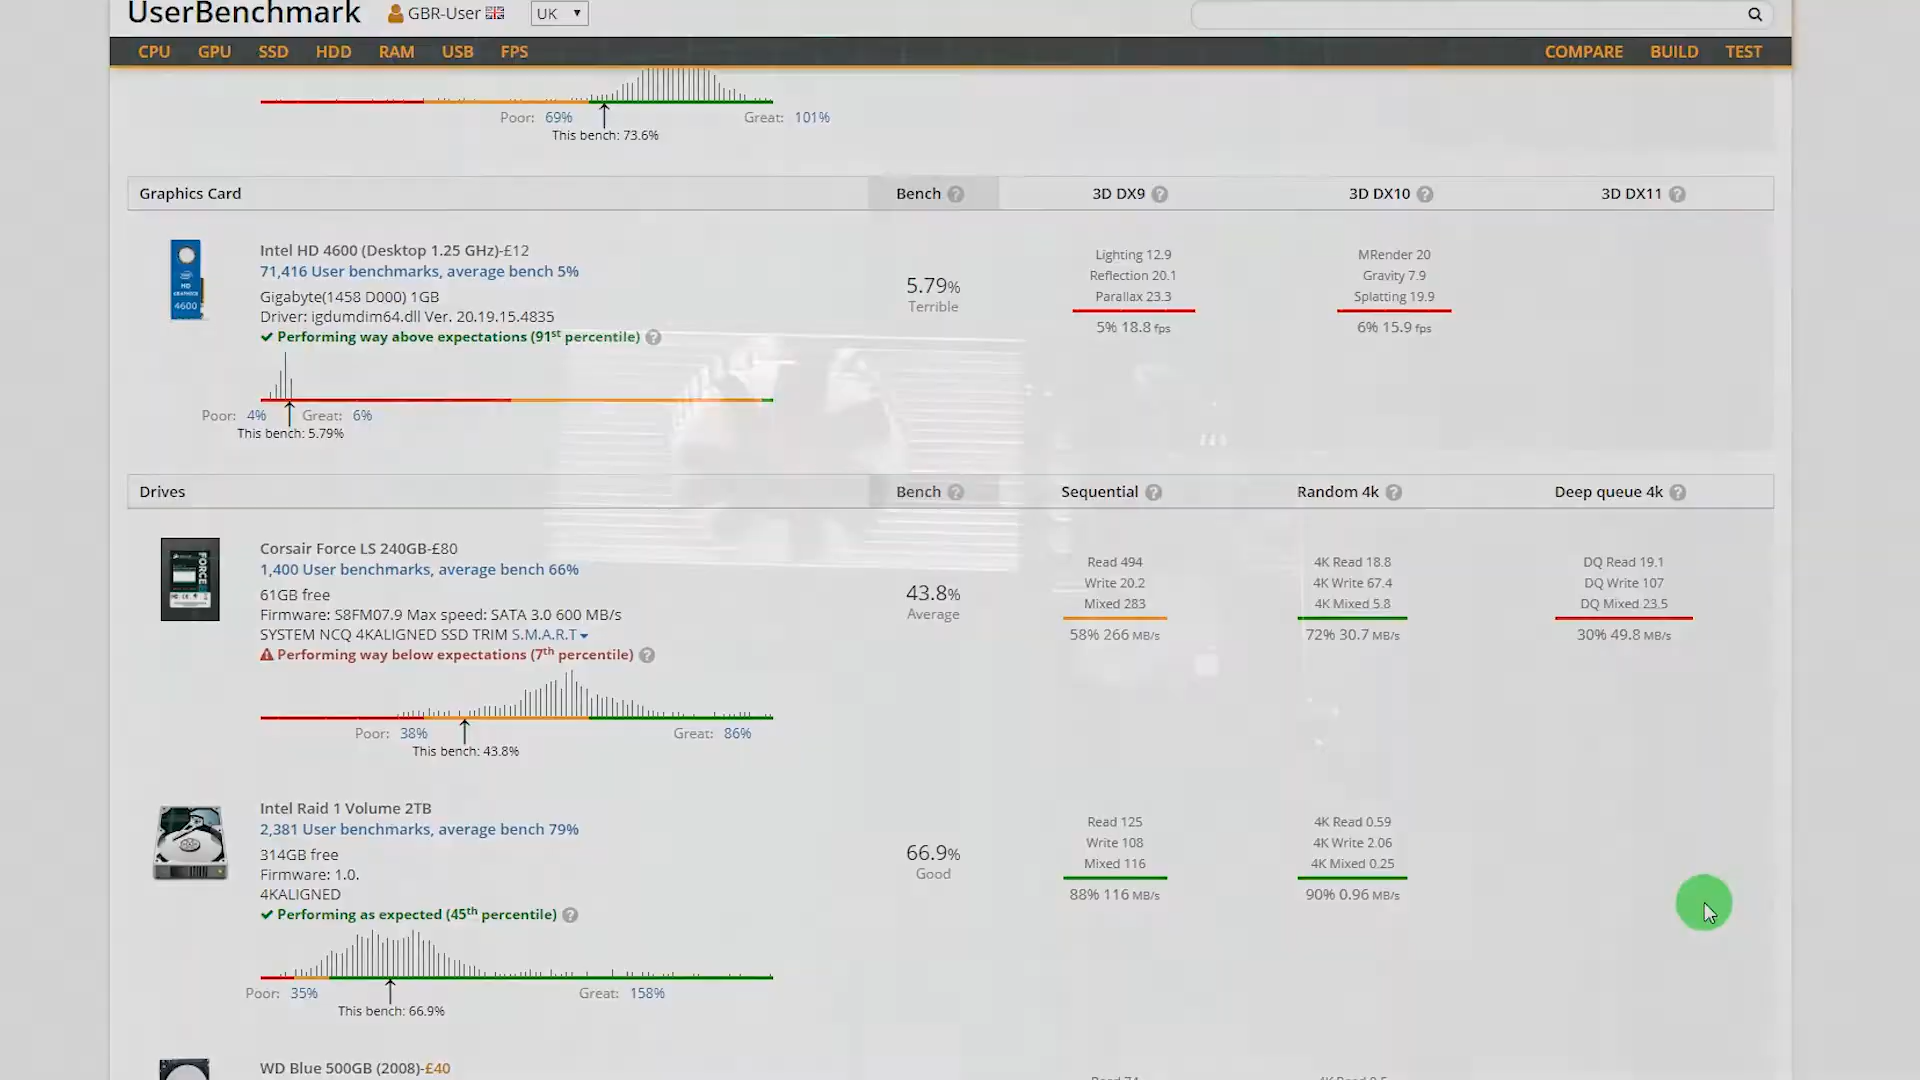 UserBenchmark GBR-User UK
CPU GPU SSD HDD RAM USB FPS COMPARE BUILD TEST
Poor: 69% Great: 101%
This bench: 73.6%
Graphics Card Bench ? 3D DX9 ? 3D DX10 ? 3D DX11 ?
Intel HD 4600 (Desktop 1.25 GHz)-£12
71,416 User benchmarks, average bench 5%
Gigabyte(1458 D000) 1GB
Driver: igdumdim64.dll Ver. 20.19.15.4835
Performing way above expectations (91st percentile) ?
Poor: 4% Great: 6%
This bench: 5.79%
5.79%
Terrible
Lighting 12.9
Reflection 20.1
Parallax 23.3
5% 18.8 fps
MRender 20
Gravity 7.9
Splatting 19.9
6% 15.9 fps
Drives Bench ? Sequential ? Random 4k ? Deep queue 4k ?
Corsair Force LS 240GB-£80
1,400 User benchmarks, average bench 66%
61GB free
Firmware: S8FM07.9 Max speed: SATA 3.0 600 MB/s
SYSTEM NCQ 4KALIGNED SSD TRIM S.M.A.R.T
Performing way below expectations (7th percentile) ?
Poor: 38% Great: 86%
This bench: 43.8%
43.8%
Average
Read 494
Write 20.2
Mixed 283
58% 266 MB/s
4K Read 18.8
4K Write 67.4
4K Mixed 5.8
72% 30.7 MB/s
DQ Read 19.1
DQ Write 107
DQ Mixed 23.5
30% 49.8 MB/s
Intel Raid 1 Volume 2TB
2,381 User benchmarks, average bench 79%
314GB free
Firmware: 1.0.
4KALIGNED
Performing as expected (45th percentile) ?
Poor: 35% Great: 158%
This bench: 66.9%
66.9%
Good
Read 125
Write 108
Mixed 116
88% 116 MB/s
4K Read 0.59
4K Write 2.06
4K Mixed 0.25
90% 0.96 MB/s
WD Blue 500GB (2008)-£40